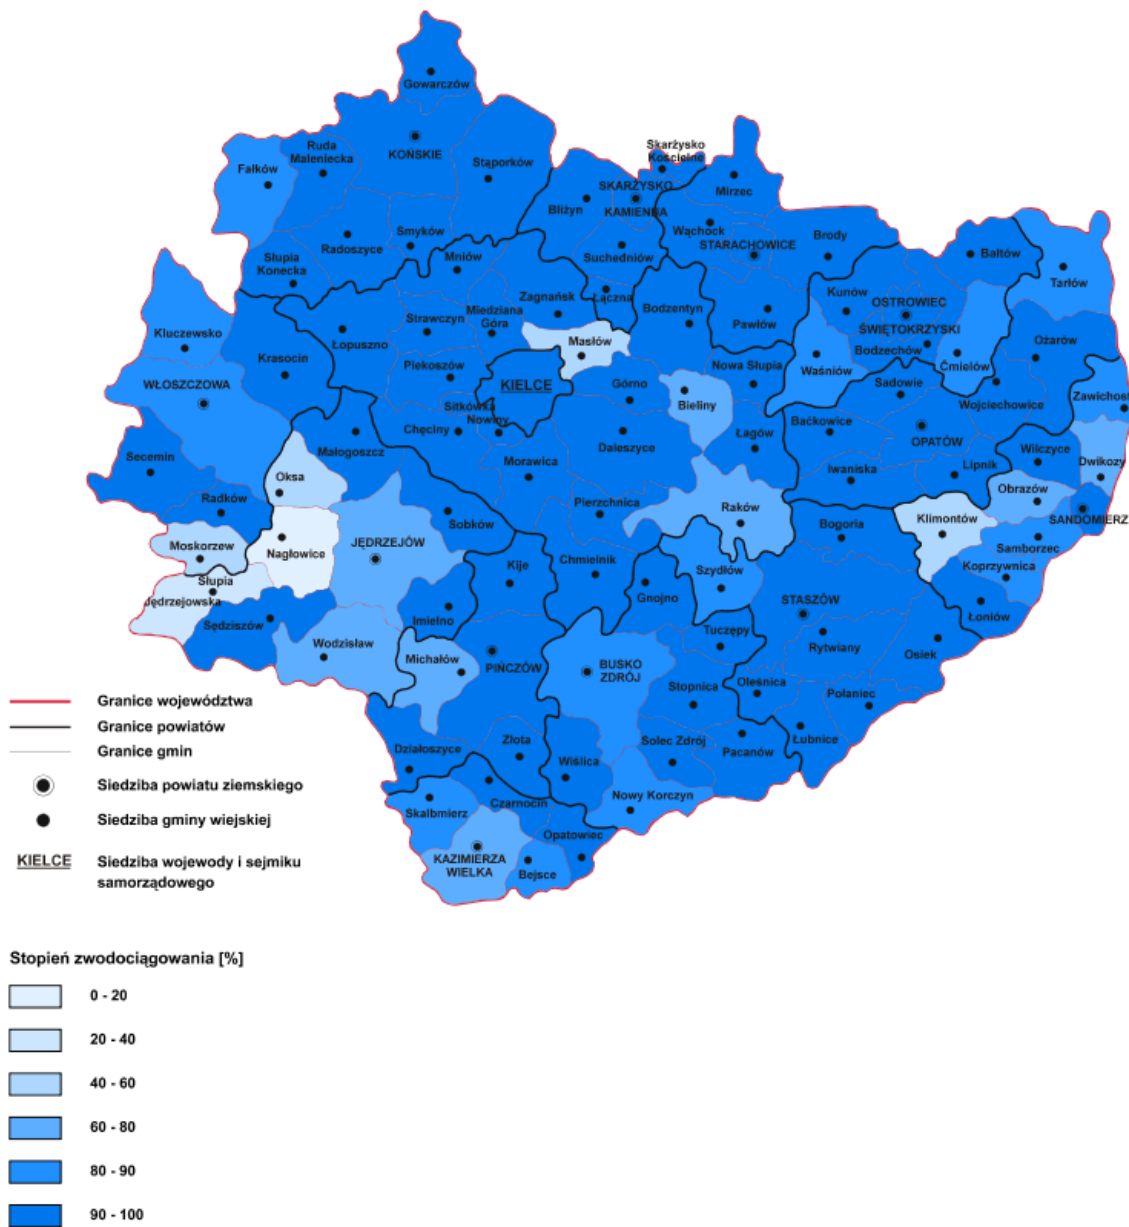 Gowarczów
KOŃSKIE
Ruda
Maleniecka
Fałków
Stąporków
Skarżysko
Kościelne
SKARŻYSKO
KAMIENNA
Bliżyn
Mirzec
Wąchock
STARACHOWICE
Brody
Bałtów
Tarłów
Radoszyce
Smyków
Słupia
Konecka
Mniów
Suchedniów
Łączna
Zagnańsk
Bodzentyn
Pawłów
Kunów
OSTROWIEC
ŚWIĘTOKRZYSKI
Bodzechów
Ćmielów
Ożarów
Waśniów
Kluczewsko
Krasocin
Łopuszno
Strawczyn
Miedziana
Góra
Masłów
WŁOSZCZOWA
Piekoszów
KIELCE
Górno
Nowa Słupia
Bieliny
Sadowie
Wojciechowice
Zawichost
Sitkówka
Nowiny
Chęciny
Daleszyce
Łagów
Baćkowice
OPATÓW
Secemin
Małogoszcz
Morawica
Iwaniska
Lipnik
Wilczyce
Dwikozy
Oksa
Radków
Pierzchnica
Raków
Obrazów
SANDOMIERZ
Sobków
Bogoria
Klimontów
Samborzec
Moskorzew
Nagłowice
JĘDRZEJÓW
Chmielnik
Kije
Szydłów
Koprzywnica
Słupia
Jędrzejowska
Gnojno
STASZÓW
Łoniów
Sędziszów
Imielno
Tuczępy
Rytwiany
Osiek
Wodzisław
Michałów
PIŃCZÓW
BUSKO
ZDRÓJ
Stopnica
Oleśnica
Połaniec
Łubnice
Działoszyce
Złota
Wiślica
Solec Zdrój
Pacanów
Skalbmierz
Czarnocin
Nowy Korczyn
Opatowiec
KAZIMIERZA
WIELKA
Bejsce
Granice województwa
Granice powiatów
Granice gmin
Siedziba powiatu ziemskiego
Siedziba gminy wiejskiej
KIELCE Siedziba wojewody i sejmiku
samorządowego
Stopień zwodociągowania [%]
0 - 20
20 - 40
40 - 60
60 - 80
80 - 90
90 - 100